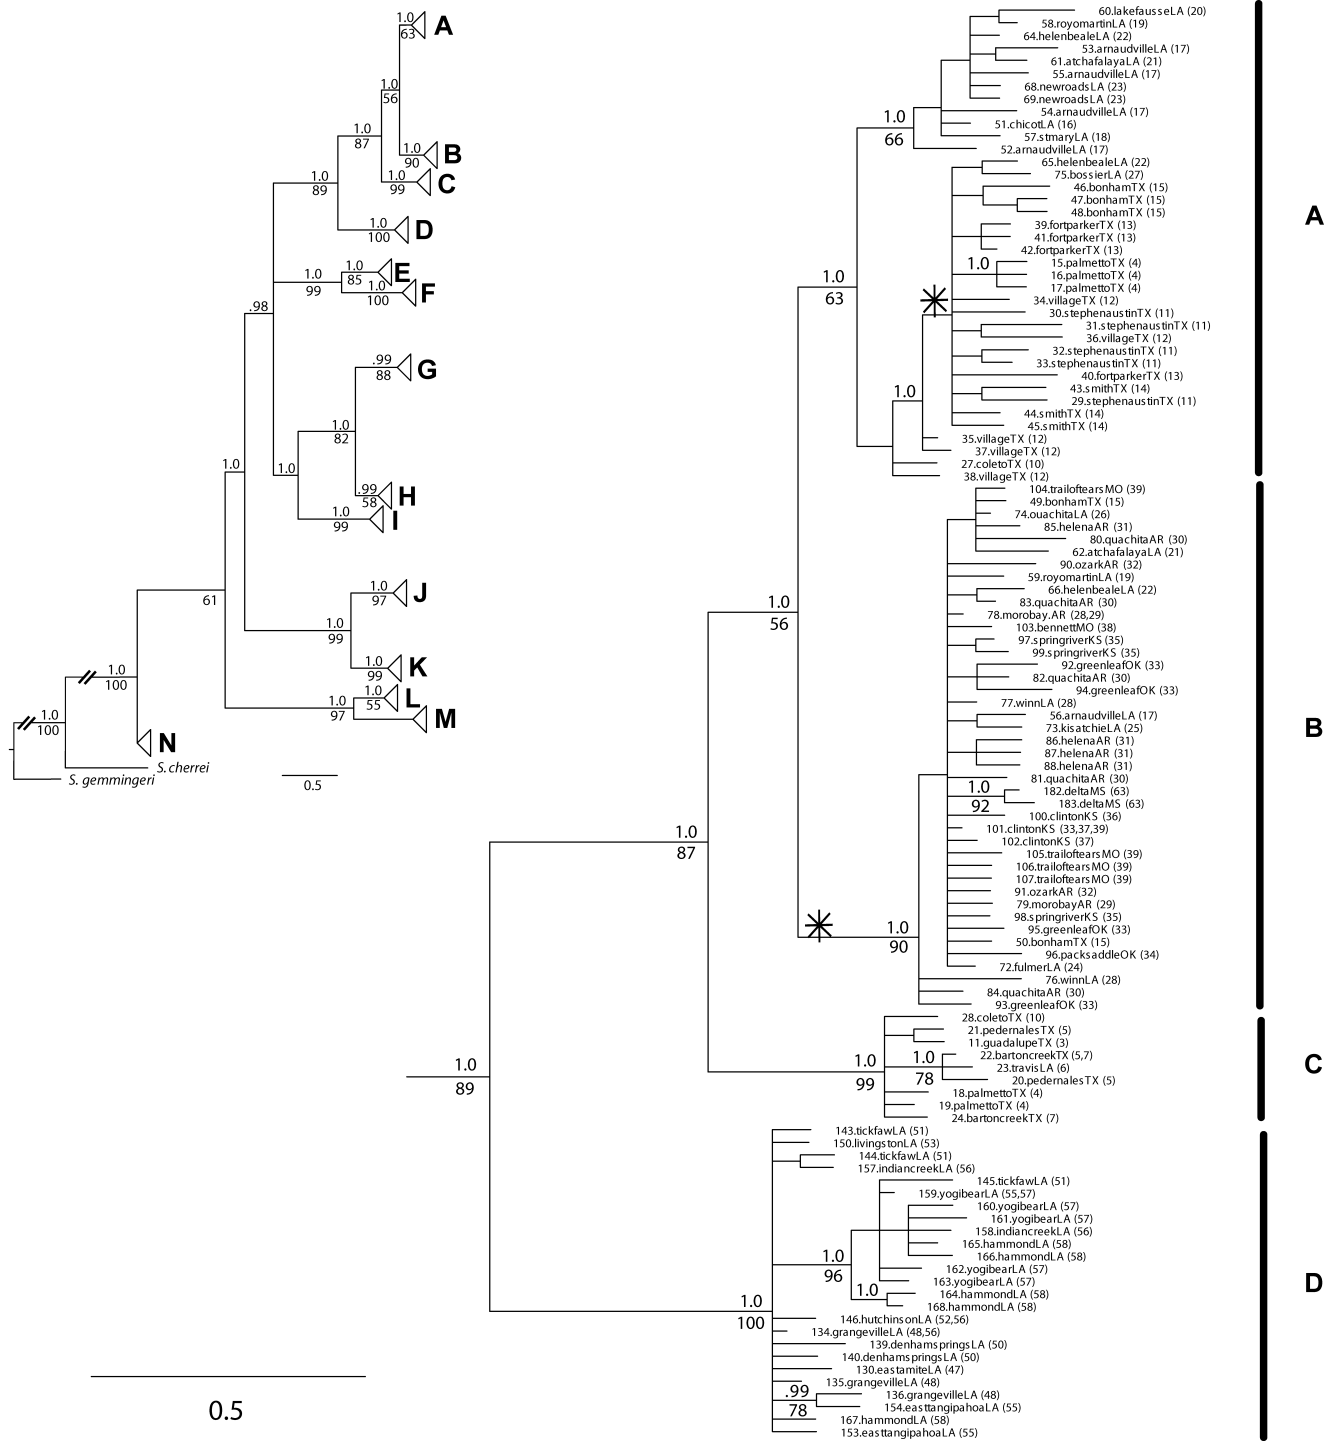 1.0
63
A
1.0
56
1.0
87
1.0
90
B
1.0
99
C
1.0
89
1.0
100
D
1.0
85
E
1.0
99
1.0
100
F
.98
.99
88
G
1.0
82
1.0
.99
58
H
1.0
99
I
1.0
1.0
97
J
61
1.0
99
1.0
99
K
1.0
100
1.0
55
L
1.0
97
M
1.0
100
N
S. cherrei
S. gemmingeri
0.5
60.lakefausseLA (20)
58.royomartinLA (19)
64.helenbealeLA (22)
53.arnaudvilleLA (17)
61.atchafalayaLA (21)
55.arnaudvilleLA (17)
68.newroadsLA (23)
69.newroadsLA (23)
54.arnaudvilleLA (17)
1.0
66
51.chicotLA (16)
57.stmaryLA (18)
52.arnaudvilleLA (17)
65.helenbealeLA (22)
75.bossierLA (27)
46.bonhamTX (15)
47.bonhamTX (15)
48.bonhamTX (15)
A
39.fortparkerTX (13)
41.fortparkerTX (13)
42.fortparkerTX (13)
1.0
15.palmettoTX (4)
16.palmettoTX (4)
17.palmettoTX (4)
1.0
63
34.villageTX (12)
30.stephenaustinTX (11)
31.stephenaustinTX (11)
36.villageTX (12)
32.stephenaustinTX (11)
33.stephenaustinTX (11)
40.fortparkerTX (13)
43.smithTX (14)
1.0
29.stephenaustinTX (11)
44.smithTX (14)
45.smithTX (14)
35.villageTX (12)
37.villageTX (12)
27.coletoTX (10)
38.villageTX (12)
104.trailoftearsMO (39)
49.bonhamTX (15)
74.ouachitaLA (26)
85.helenaAR (31)
80.quachitaAR (30)
62.atchafalayaLA (21)
90.ozarkAR (32)
59.royomartinLA (19)
66.helenbealeLA (22)
83.quachitaAR (30)
1.0
56
78.morobay.AR (28,29)
103.bennettMO (38)
97.springriverKS (35)
99.springriverKS (35)
92.greenleafOK (33)
82.quachitaAR (30)
94.greenleafOK (33)
77.winnLA (28)
56.arnaudvilleLA (17)
73.kisatchieLA (25)
B
86.helenaAR (31)
87.helenaAR (31)
88.helenaAR (31)
81.quachitaAR (30)
1.0
92
182.deltaMS (63)
183.deltaMS (63)
100.clintonKS (36)
101.clintonKS (33,37,39)
1.0
87
102.clintonKS (37)
105.trailoftearsMO (39)
106.trailoftearsMO (39)
107.trailoftearsMO (39)
91.ozarkAR (32)
79.morobayAR (29)
98.springriverKS (35)
95.greenleafOK (33)
1.0
90
50.bonhamTX (15)
96.packsaddleOK (34)
72.fulmerLA (24)
76.winnLA (28)
84.quachitaAR (30)
93.greenleafOK (33)
28.coletoTX (10)
21.pedernalesTX (5)
11.guadalupeTX (3)
1.0
89
1.0
99
1.0
78
22.bartoncreekTX (5,7)
23.travisLA (6)
20.pedernalesTX (5)
C
18.palmettoTX (4)
19.palmettoTX (4)
24.bartoncreekTX (7)
143.tickfawLA (51)
150.livingstonLA (53)
144.tickfawLA (51)
157.indiancreekLA (56)
145.tickfawLA (51)
159.yogibearLA (55,57)
160.yogibearLA (57)
161.yogibearLA (57)
158.indiancreekLA (56)
165.hammondLA (58)
166.hammondLA (58)
1.0
96
162.yogibearLA (57)
163.yogibearLA (57)
1.0
164.hammondLA (58)
168.hammondLA (58)
D
1.0
100
146.hutchinsonLA (52,56)
134.grangevilleLA (48,56)
139.denhamspringsLA (50)
140.denhamspringsLA (50)
130.eastamiteLA (47)
135.grangevilleLA (48)
.99
78
136.grangevilleLA (48)
154.easttangipahoaLA (55)
167.hammondLA (58)
153.easttangipahoaLA (55)
0.5